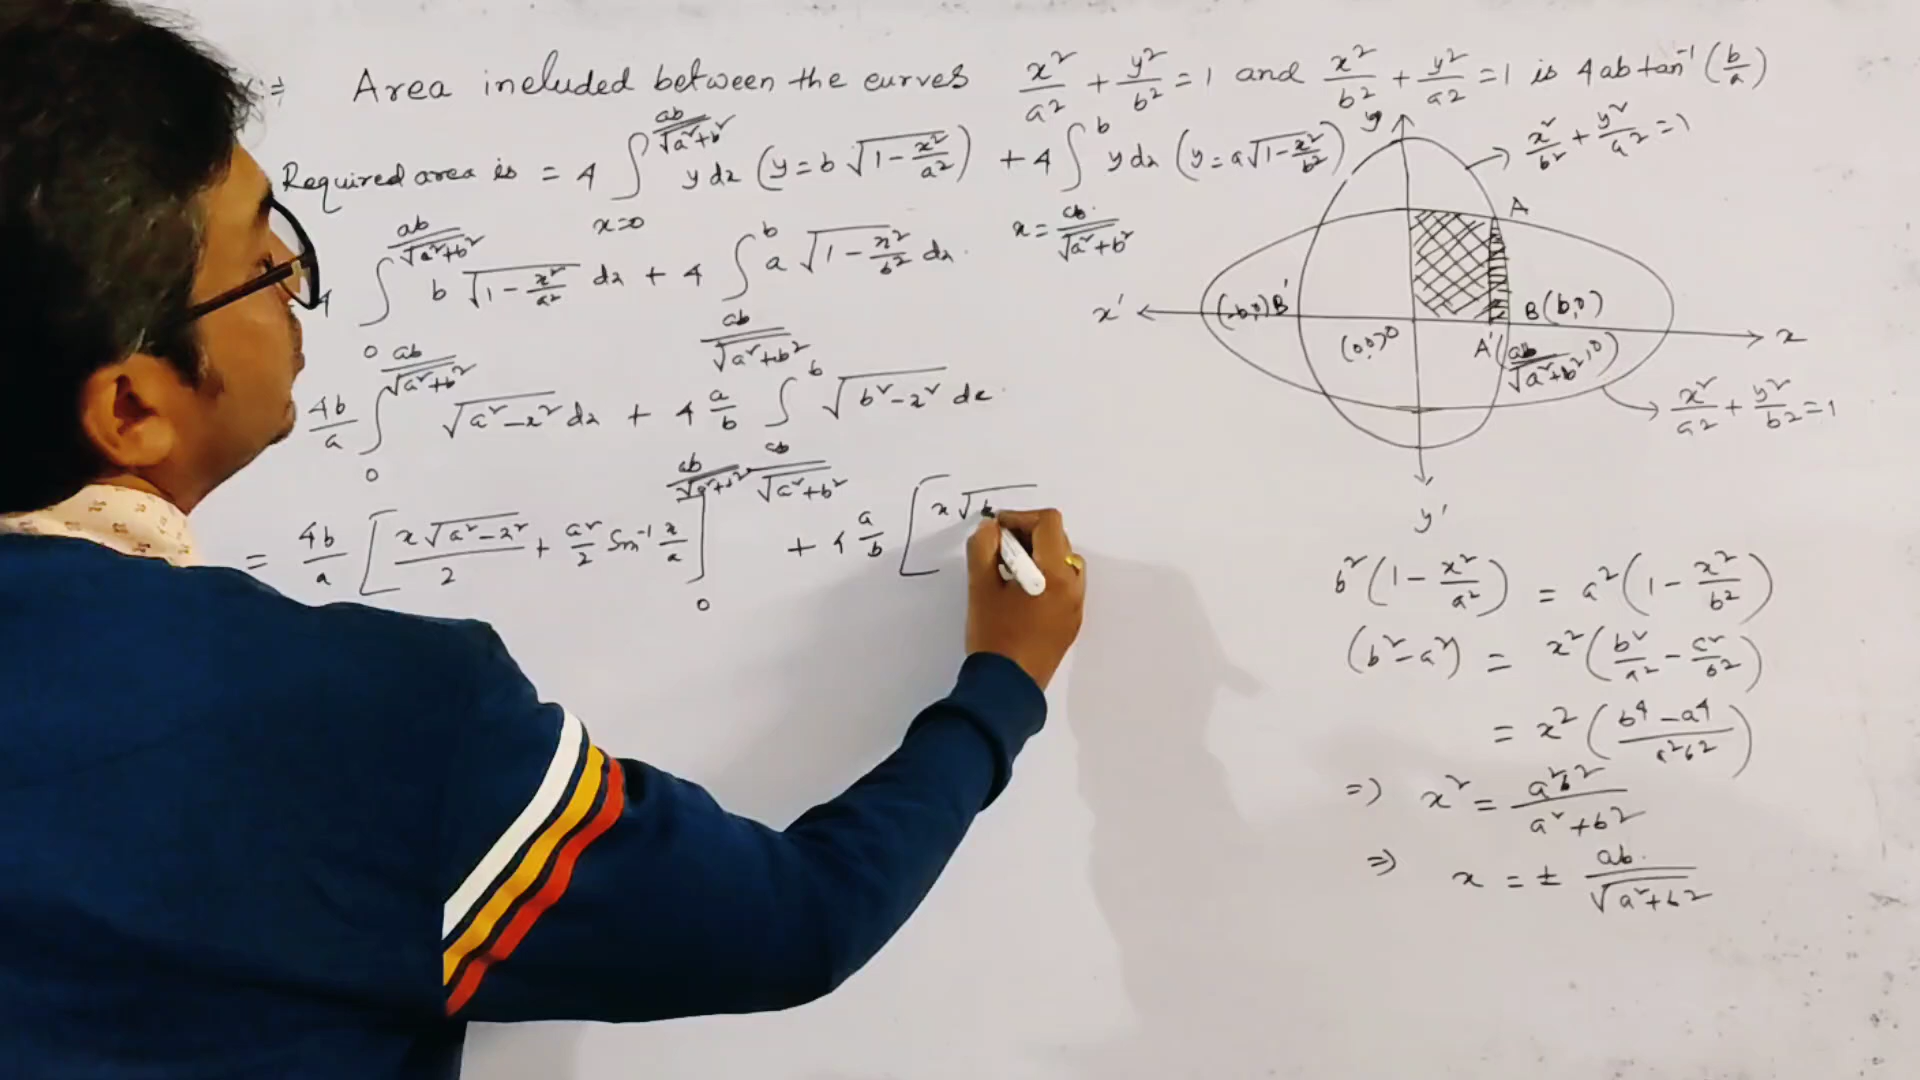 Area included between the curves x²/a² + y²/b² = 1 and x²/b² + y²/a² = 1 is 4ab tan⁻¹(b/a)
Required area is = 4 ∫_{x=0}^{ab/√(a²+b²)} y dx (y = b √(1 - x²/a²)) + 4 ∫_{x = ab/√(a²+b²)}^{b} y dx (y = a √(1 - x²/b²))
4 ∫_0^{ab/√(a²+b²)} b √(1 - x²/a²) dx + 4 ∫_{ab/√(a²+b²)}^{b} a √(1 - x²/b²) dx
4b/a ∫_0^{ab/√(a²+b²)} √(a² - x²) dx + 4 a/b ∫_{ab/√(a²+b²)}^{b} √(b² - x²) dx
= 4b/a [ x√(a² - x²)/2 + a²/2 Sin⁻¹ x/a ]_0^{ab/√(a²+b²)} + 4 a/b [ x√
y
x²/b² + y²/a² = 1
A
x'
(-b,0)B'
B(b,0)
(0,0)0
A'(ab/√(a²+b²),0)
x
x²/a² + y²/b² = 1
y'
b²(1 - x²/a²) = a²(1 - x²/b²)
(b² - a²) = x²(b²/a² - a²/b²)
= x²((b⁴ - a⁴)/a²b²)
=> x² = a²b²/(a² + b²)
=> x = ± ab/√(a²+b²)